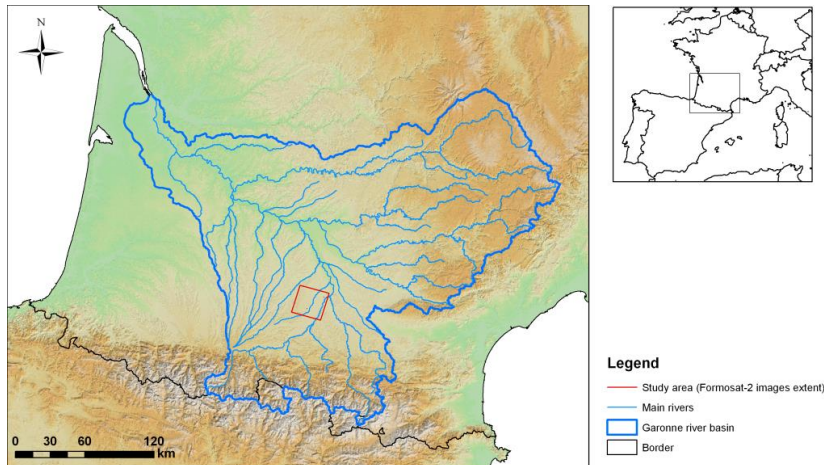 N
0 30 60 120
km
Legend
Study area (Formosat-2 images extent)
Main rivers
Garonne river basin
Border